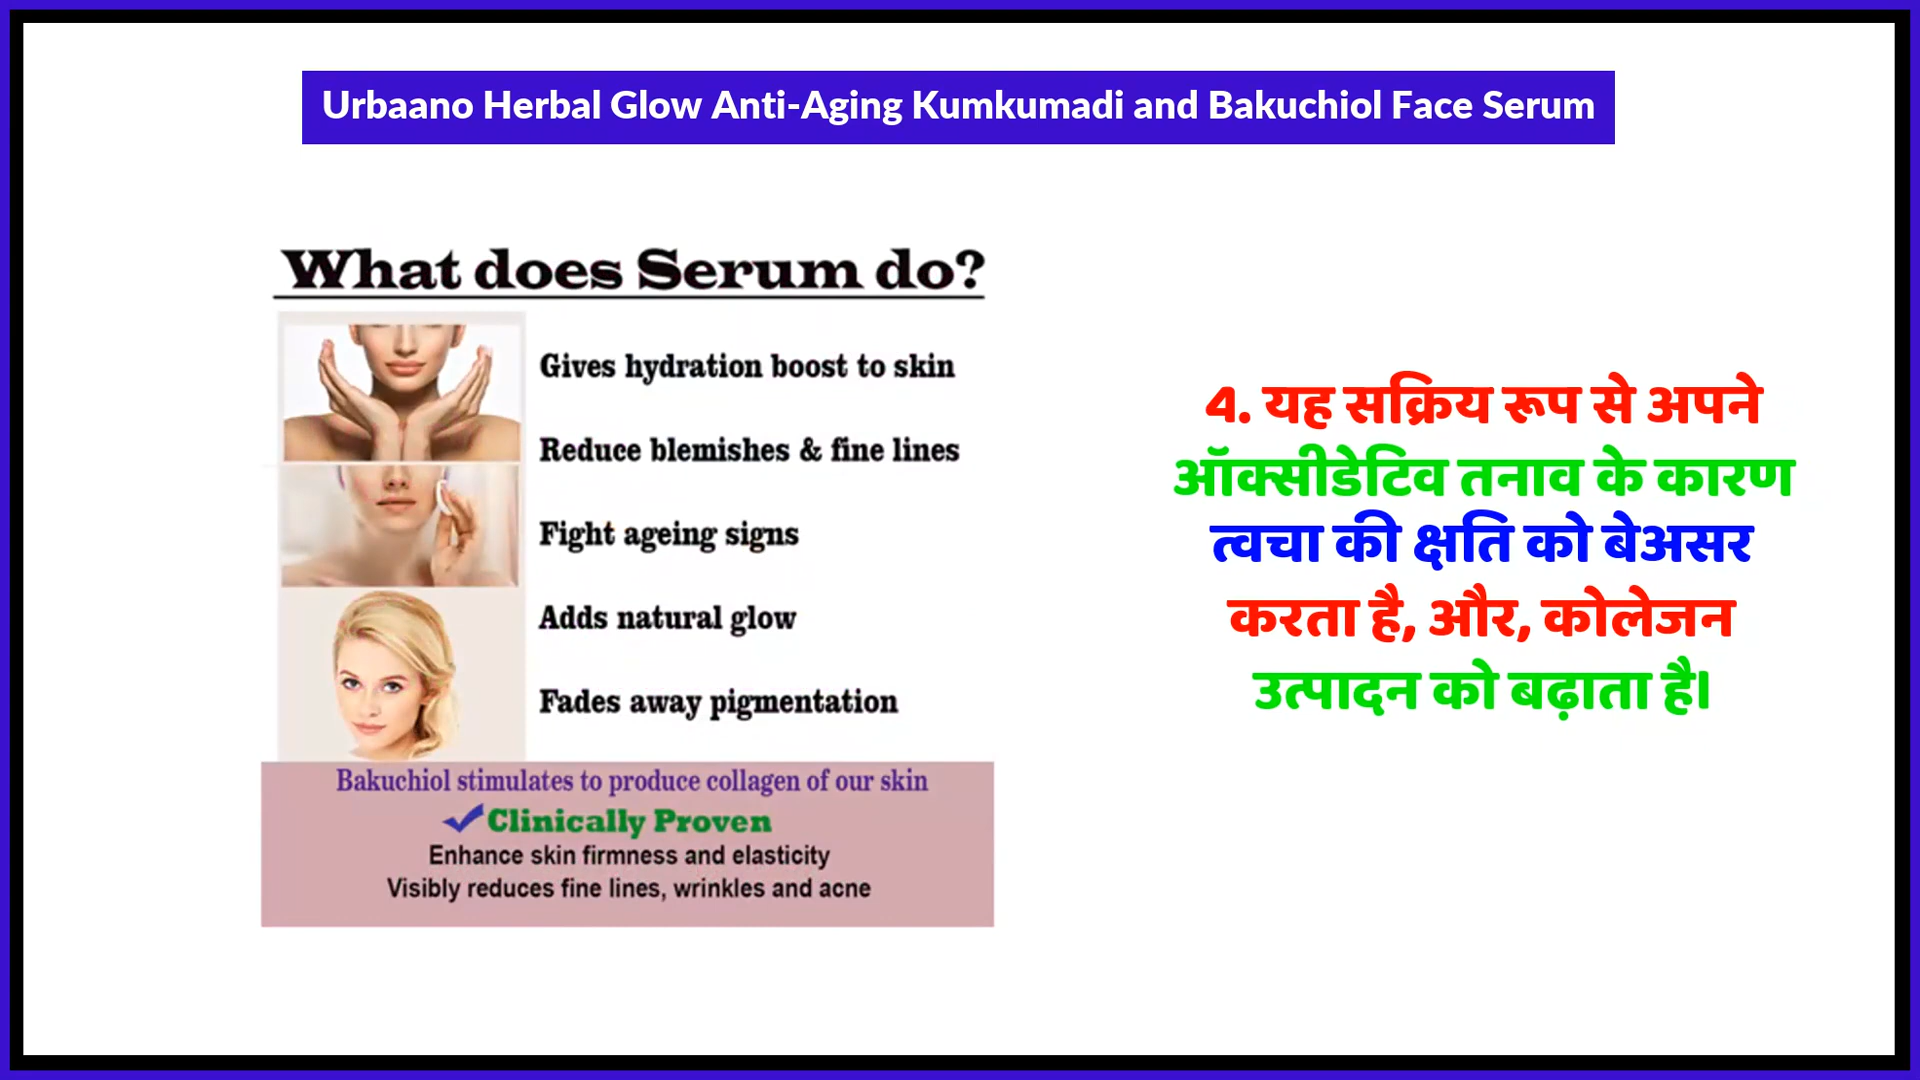 Urbaano Herbal Glow Anti-Aging Kumkumadi and Bakuchiol Face Serum
What does Serum do?
Gives hydration boost to skin
Reduce blemishes & fine lines
Fight ageing signs
Adds natural glow
Fades away pigmentation
Bakuchiol stimulates to produce collagen of our skin
Clinically Proven
Enhance skin firmness and elasticity
Visibly reduces fine lines, wrinkles and acne
4. यह सक्रिय रूप से अपने
ऑक्सीडेटिव तनाव के कारण
त्वचा की क्षति को बेअसर
करता है, और, कोलेजन
उत्पादन को बढ़ाता है।